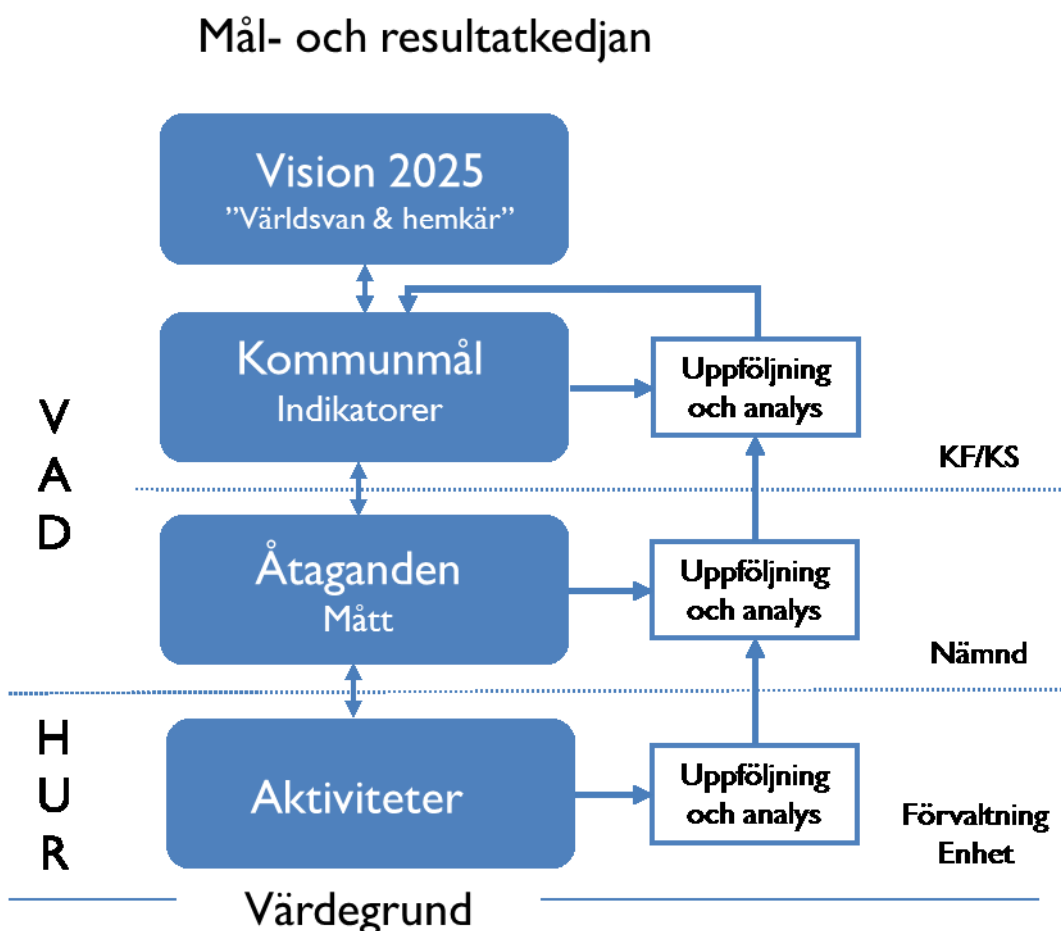 Mål- och resultatkedjan
Vision 2025
”Världsvan & hemkär”
Kommunmål
Indikatorer
Uppföljning
och analys
KF/KS
V
A
D
Åtaganden
Mått
Uppföljning
och analys
Nämnd
H
U
R
Aktiviteter
Uppföljning
och analys
Förvaltning
Enhet
Värdegrund